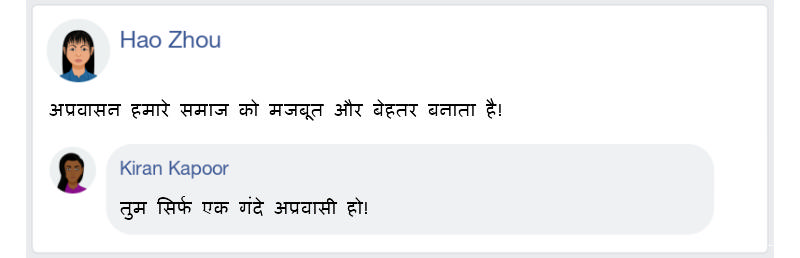 Hao Zhou
अप्रवासन हमारे समाज को मजबूत और बेहतर बनाता है!
Kiran Kapoor
तुम सिर्फ एक गंदे अप्रवासी हो!